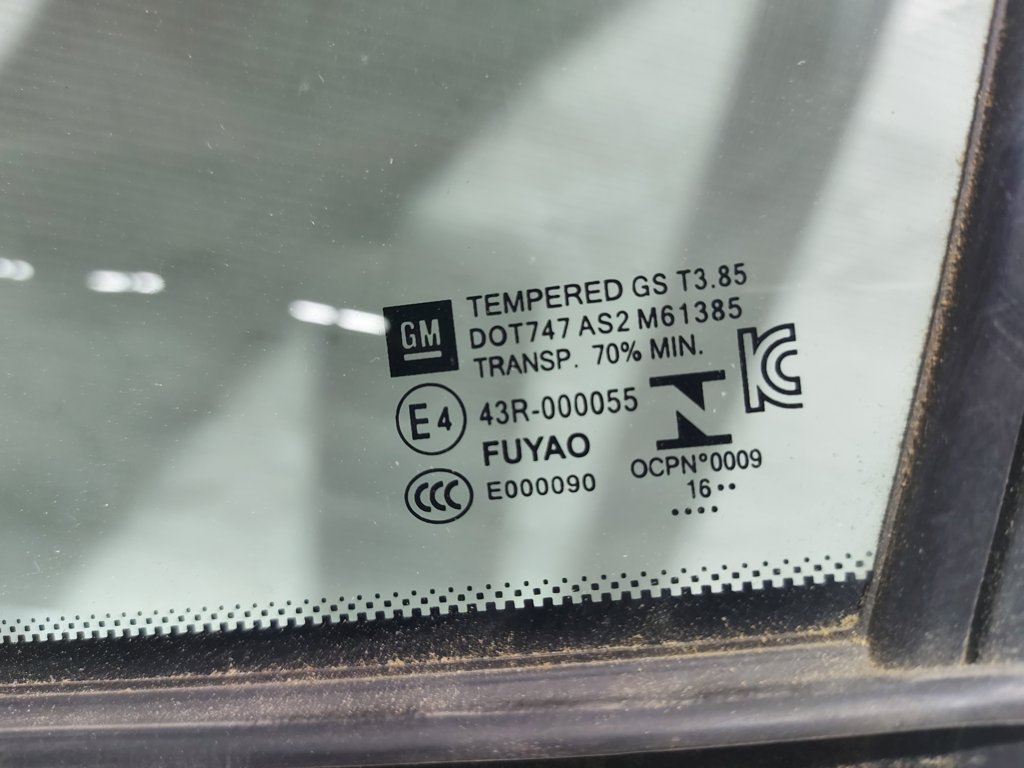 GM
TEMPERED GS T3.85
DOT747 AS2 M61385
TRANSP. 70% MIN.
E4 43R-000055
FUYAO
CCC E000090
KC
OCPN°0009
16••
••••